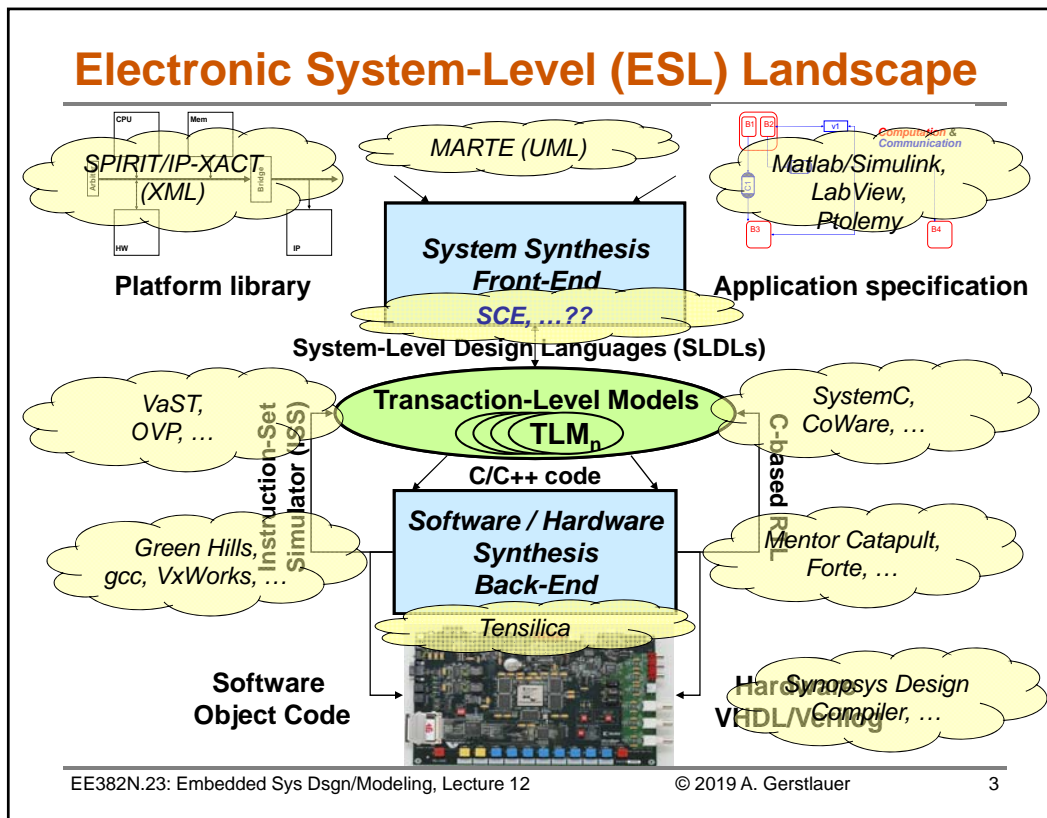 Electronic System-Level (ESL) Landscape
CPU
Mem
Arbit
Bridge
HW
IP
SPIRIT/IP-XACT
(XML)
MARTE (UML)
B1
B2
v1
C1
B3
B4
Computation &
Communication
Matlab/Simulink,
LabView,
Ptolemy
Platform library
System Synthesis
Front-End
Application specification
SCE, …??
System-Level Design Languages (SLDLs)
VaST,
OVP, …
Transaction-Level Models
TLMn
SystemC,
CoWare, …
Instruction-Set
Simulator (ISS)
C/C++ code
C-based RTL
Green Hills,
gcc, VxWorks, …
Software / Hardware
Synthesis
Back-End
Mentor Catapult,
Forte, …
Tensilica
Software
Object Code
Hardware
VHDL/Verilog
Synopsys Design
Compiler, …
EE382N.23: Embedded Sys Dsgn/Modeling, Lecture 12
© 2019 A. Gerstlauer
3